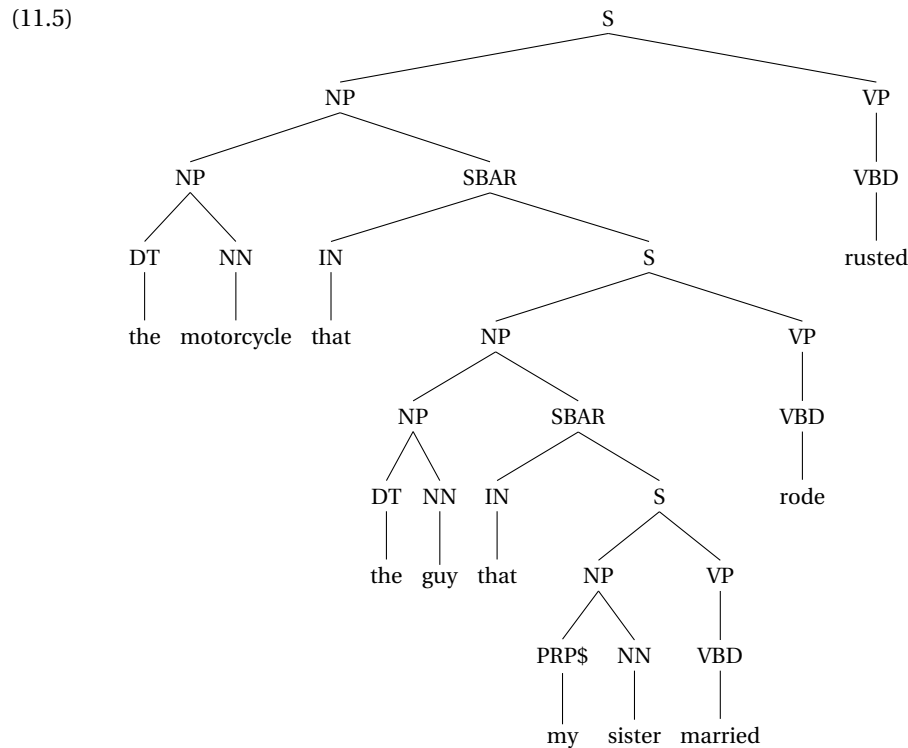 (11.5) S
NP VP
NP SBAR VBD
DT NN IN S rusted
the motorcycle that NP VP
NP SBAR VBD
DT NN IN S rode
the guy that NP VP
PRP$ NN VBD
my sister married